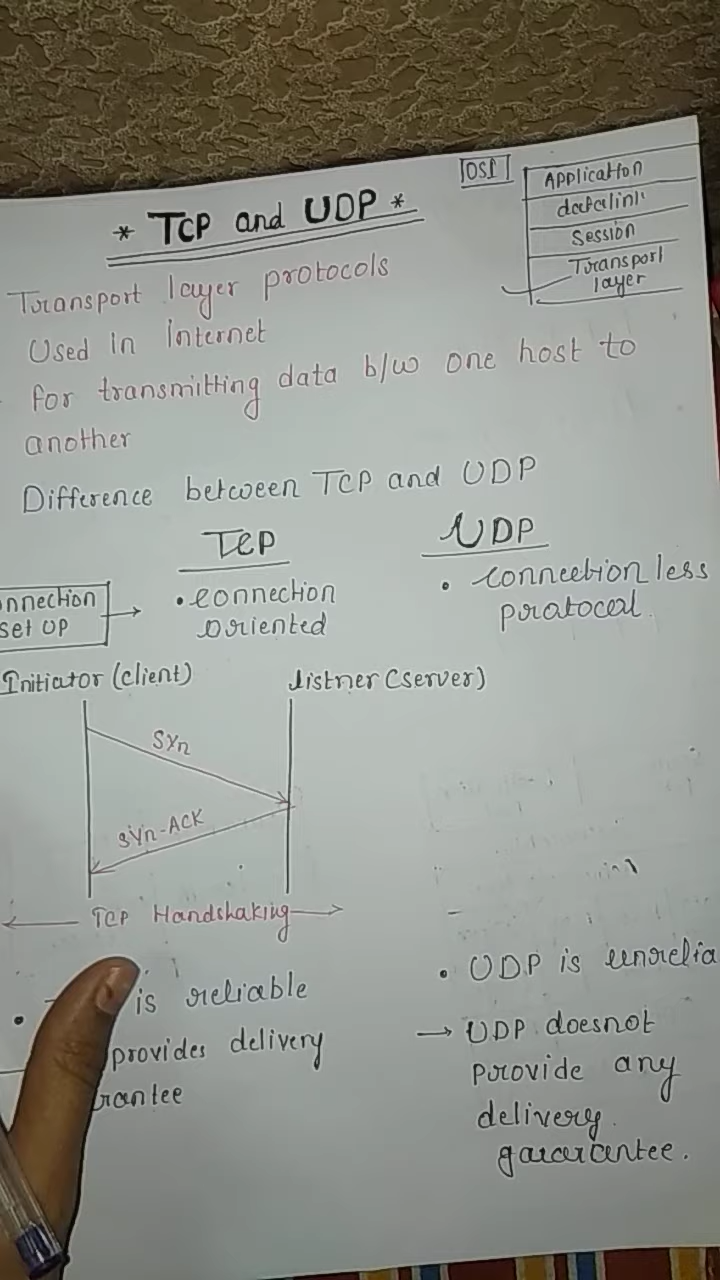 OSI
Application
datalink
Session
Transport
layer
* TCP and UDP *
Transport layer protocols
Used in Internet
for transmitting data b/w one host to
another
Difference between TCP and UDP
TCP
UDP
nnection
set UP
• connection
oriented
• connection less
protocol.
Initiator (client)
listner (server)
SYn
SYn-ACK
TCP Handshaking
• is reliable
provides delivery
rantee
• UDP is unrelia
→ UDP doesnot
provide any
delivery
guarantee.